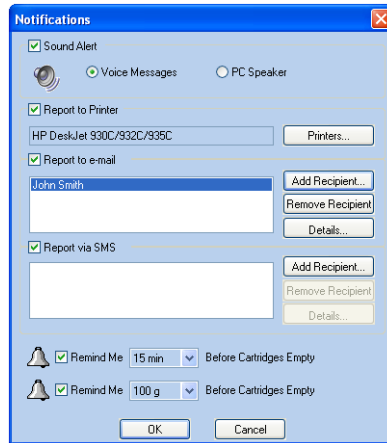 Notifications
Sound Alert
Voice Messages PC Speaker
Report to Printer
HP DeskJet 930C/932C/935C Printers...
Report to e-mail
John Smith Add Recipient...
Remove Recipient
Details...
Report via SMS
Add Recipient...
Remove Recipient
Details...
Remind Me 15 min Before Cartridges Empty
Remind Me 100 g Before Cartridges Empty
OK Cancel